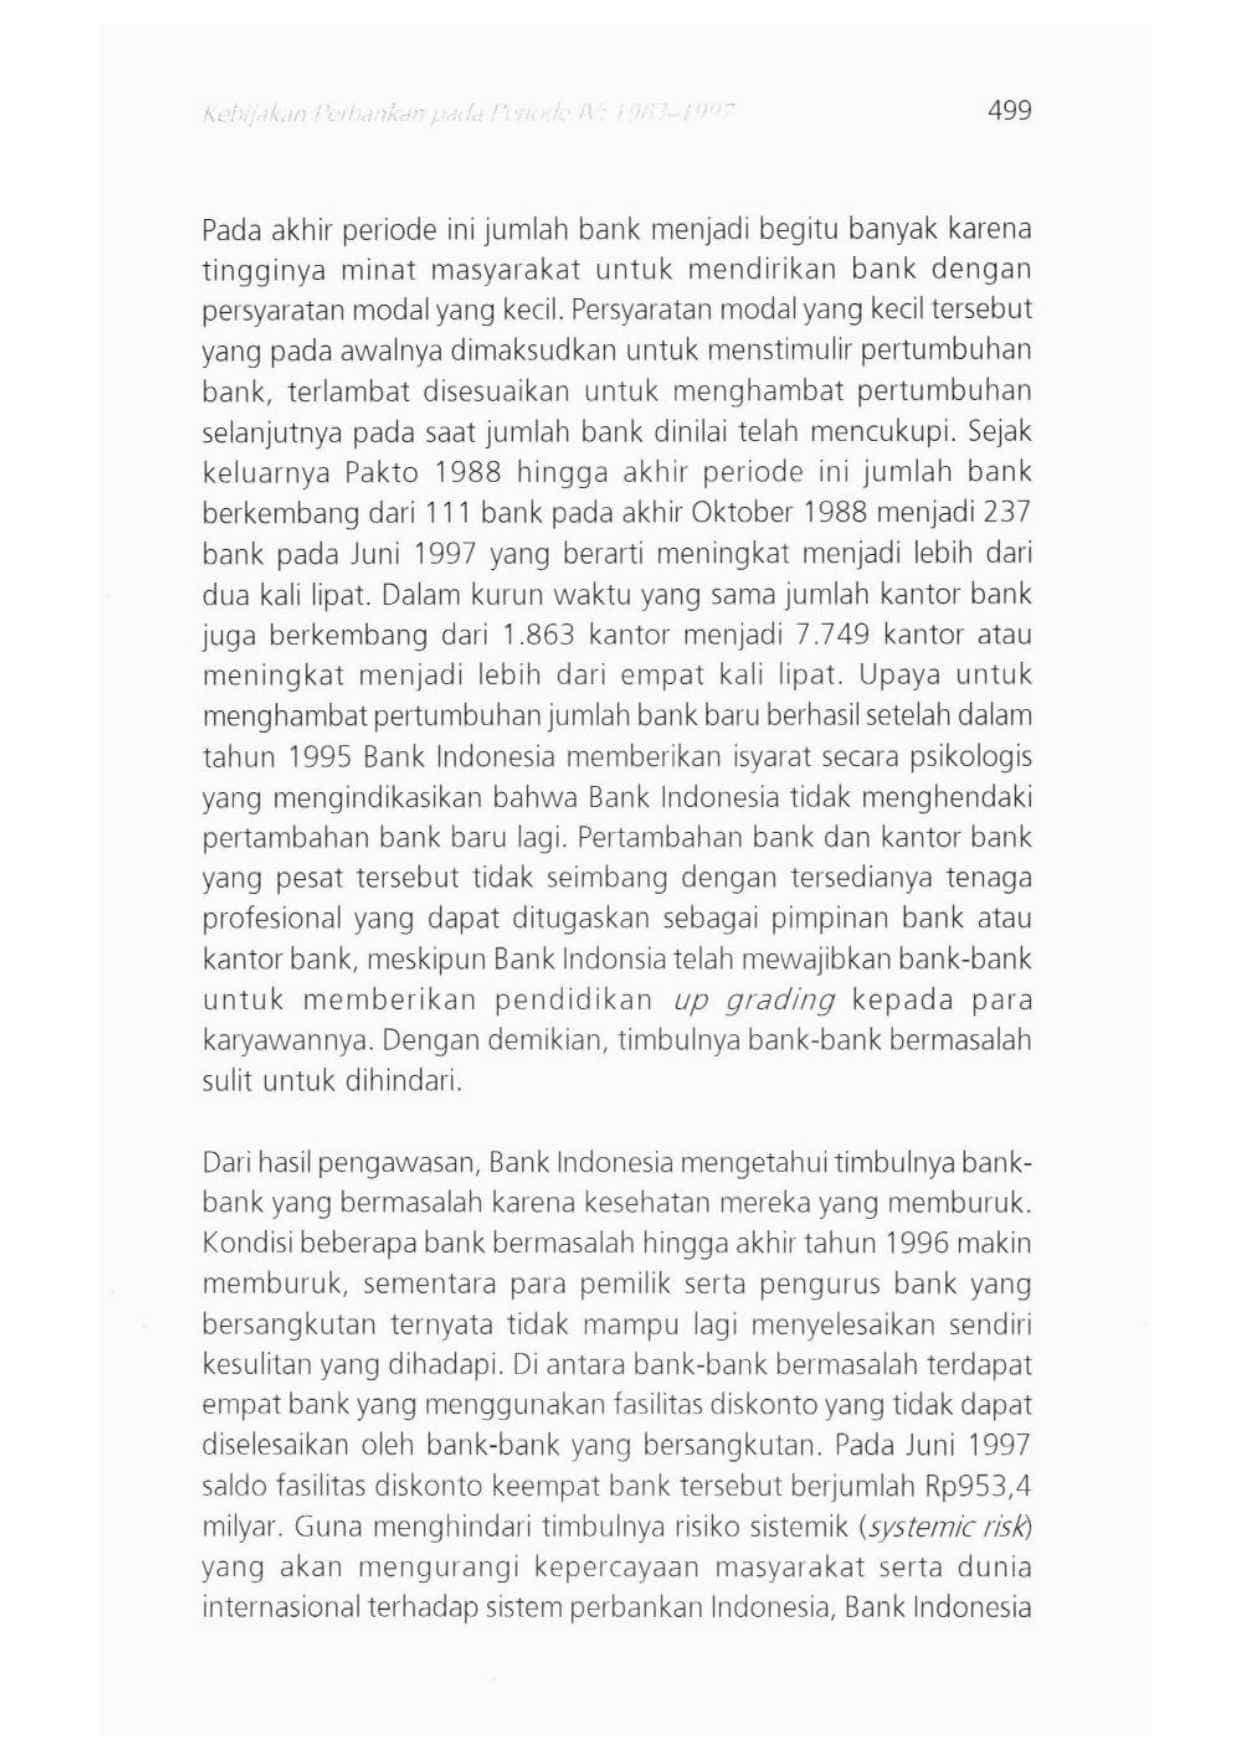 Kebijakan Perbankan pada Periode IV: 1983–1997
499
Pada akhir periode ini jumlah bank menjadi begitu banyak karena
tingginya minat masyarakat untuk mendirikan bank dengan
persyaratan modal yang kecil. Persyaratan modal yang kecil tersebut
yang pada awalnya dimaksudkan untuk menstimulir pertumbuhan
bank, terlambat disesuaikan untuk menghambat pertumbuhan
selanjutnya pada saat jumlah bank dinilai telah mencukupi. Sejak
keluarnya Pakto 1988 hingga akhir periode ini jumlah bank
berkembang dari 111 bank pada akhir Oktober 1988 menjadi 237
bank pada Juni 1997 yang berarti meningkat menjadi lebih dari
dua kali lipat. Dalam kurun waktu yang sama jumlah kantor bank
juga berkembang dari 1.863 kantor menjadi 7.749 kantor atau
meningkat menjadi lebih dari empat kali lipat. Upaya untuk
menghambat pertumbuhan jumlah bank baru berhasil setelah dalam
tahun 1995 Bank Indonesia memberikan isyarat secara psikologis
yang mengindikasikan bahwa Bank Indonesia tidak menghendaki
pertambahan bank baru lagi. Pertambahan bank dan kantor bank
yang pesat tersebut tidak seimbang dengan tersedianya tenaga
profesional yang dapat ditugaskan sebagai pimpinan bank atau
kantor bank, meskipun Bank Indonsia telah mewajibkan bank-bank
untuk memberikan pendidikan up grading kepada para
karyawannya. Dengan demikian, timbulnya bank-bank bermasalah
sulit untuk dihindari.
Dari hasil pengawasan, Bank Indonesia mengetahui timbulnya bank-
bank yang bermasalah karena kesehatan mereka yang memburuk.
Kondisi beberapa bank bermasalah hingga akhir tahun 1996 makin
memburuk, sementara para pemilik serta pengurus bank yang
bersangkutan ternyata tidak mampu lagi menyelesaikan sendiri
kesulitan yang dihadapi. Di antara bank-bank bermasalah terdapat
empat bank yang menggunakan fasilitas diskonto yang tidak dapat
diselesaikan oleh bank-bank yang bersangkutan. Pada Juni 1997
saldo fasilitas diskonto keempat bank tersebut berjumlah Rp953,4
milyar. Guna menghindari timbulnya risiko sistemik (systemic risk)
yang akan mengurangi kepercayaan masyarakat serta dunia
internasional terhadap sistem perbankan Indonesia, Bank Indonesia